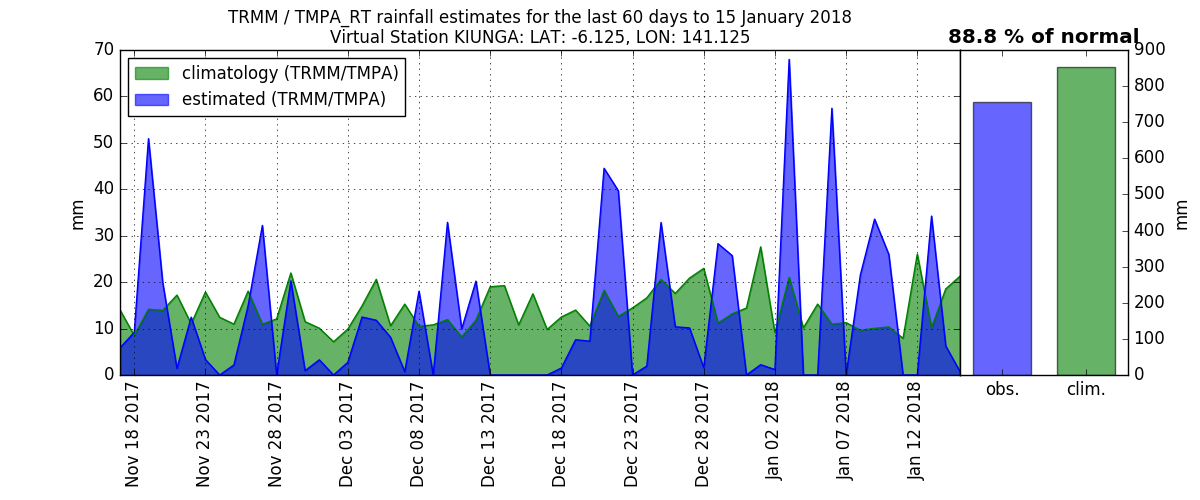 TRMM / TMPA_RT rainfall estimates for the last 60 days to 15 January 2018
Virtual Station KIUNGA: LAT: -6.125, LON: 141.125
88.8 % of normal
climatology (TRMM/TMPA)
estimated (TRMM/TMPA)
70
60
50
40
30
20
10
0
mm
Nov 18 2017
Nov 23 2017
Nov 28 2017
Dec 03 2017
Dec 08 2017
Dec 13 2017
Dec 18 2017
Dec 23 2017
Dec 28 2017
Jan 02 2018
Jan 07 2018
Jan 12 2018
obs.
clim.
900
800
700
600
500
400
300
200
100
0
mm